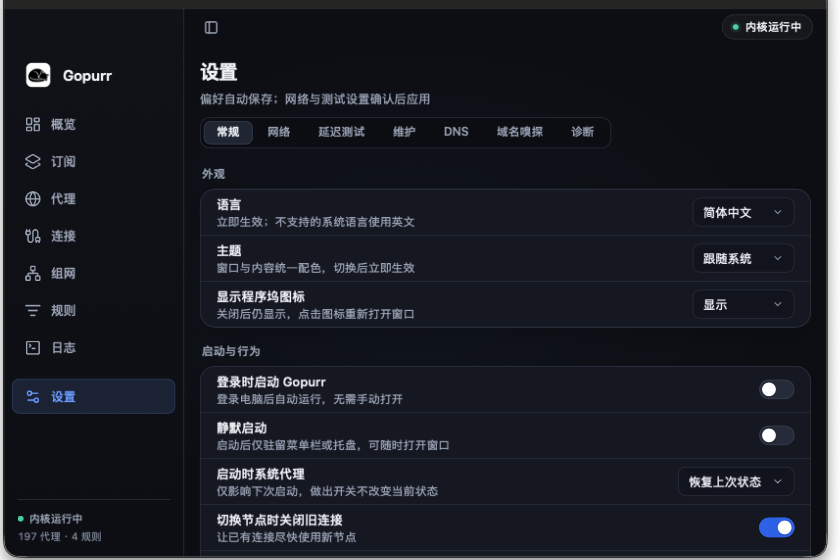 内核运行中
Gopurr
概览
订阅
代理
连接
组网
规则
日志
设置
内核运行中
197 代理 · 4 规则
设置
偏好自动保存；网络与测试设置确认后应用
常规 网络 延迟测试 维护 DNS 域名嗅探 诊断
外观
语言
立即生效；不支持的系统语言使用英文
简体中文
主题
窗口与内容统一配色，切换后立即生效
跟随系统
显示程序坞图标
关闭后仍显示，点击图标重新打开窗口
显示
启动与行为
登录时启动 Gopurr
登录电脑后自动运行，无需手动打开
静默启动
启动后仅驻留菜单栏或托盘，可随时打开窗口
启动时系统代理
仅影响下次启动，做出开关不改变当前状态
恢复上次状态
切换节点时关闭旧连接
让已有连接尽快使用新节点